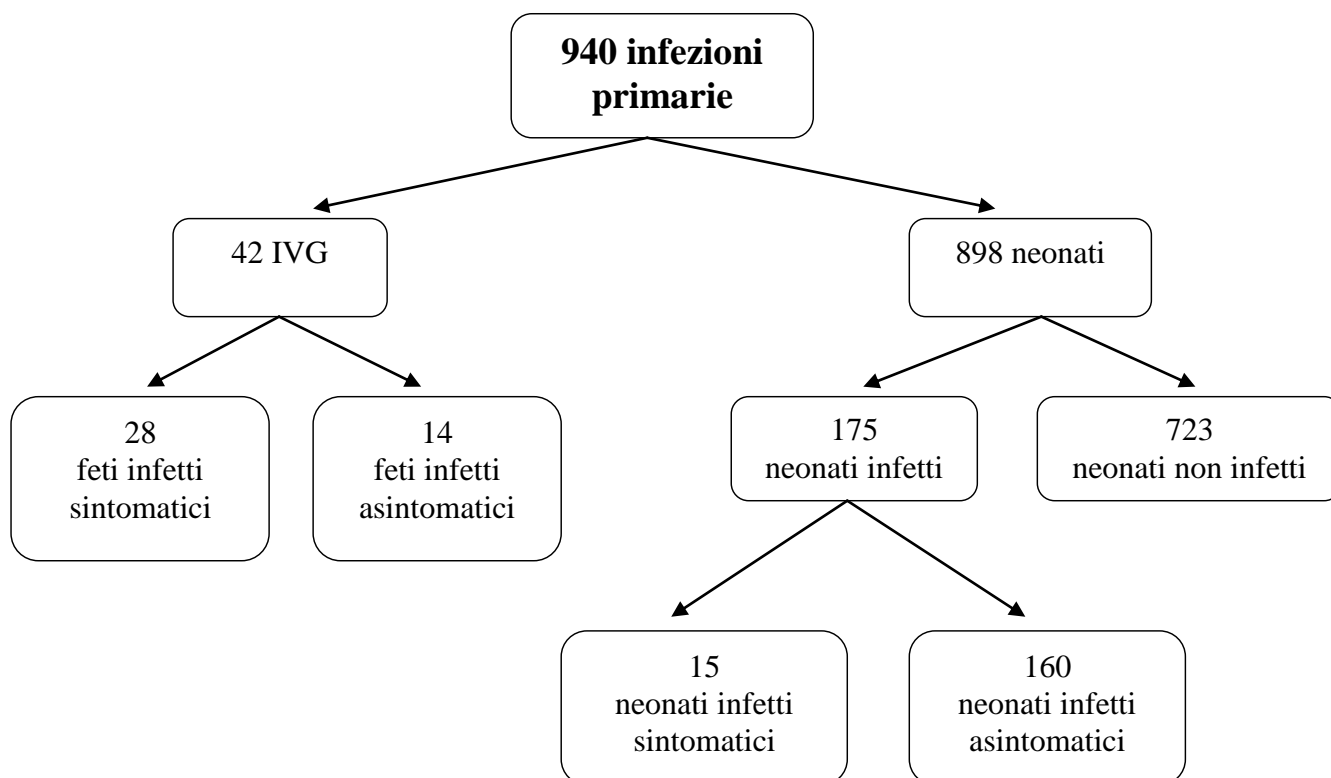 940 infezioni
primarie
42 IVG
898 neonati
28
feti infetti
sintomatici
14
feti infetti
asintomatici
175
neonati infetti
723
neonati non infetti
15
neonati infetti
sintomatici
160
neonati infetti
asintomatici